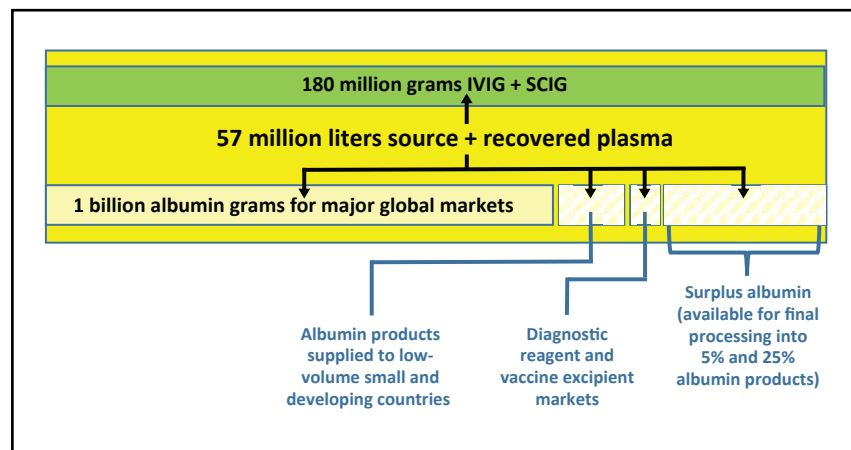 180 million grams IVIG + SCIG
57 million liters source + recovered plasma
1 billion albumin grams for major global markets
Albumin products
supplied to low-
volume small and
developing countries
Diagnostic
reagent and
vaccine excipient
markets
Surplus albumin
(available for final
processing into
5% and 25%
albumin products)